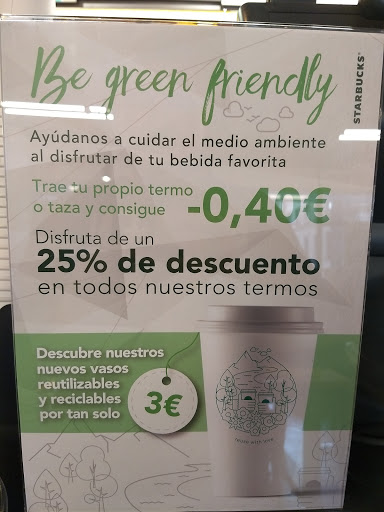 Be green friendly
STARBUCKS
Ayúdanos a cuidar el medio ambiente
al disfrutar de tu bebida favorita
Trae tu propio termo
o taza y consigue -0,40€
Disfruta de un
25% de descuento
en todos nuestros termos
Descubre nuestros
nuevos vasos
reutilizables
y reciclables
por tan solo
3€